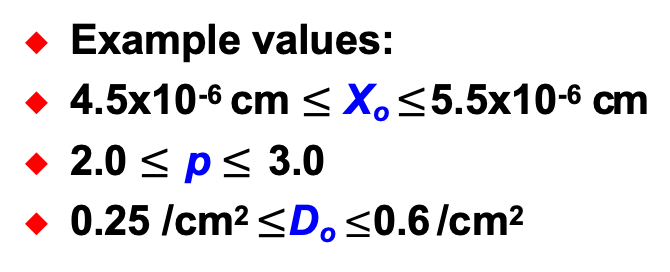 ◆ Example values:
◆ 4.5x10⁻⁶ cm ≤ Xₒ ≤5.5x10⁻⁶ cm
◆ 2.0 ≤ p ≤ 3.0
◆ 0.25 /cm² ≤Dₒ ≤0.6/cm²